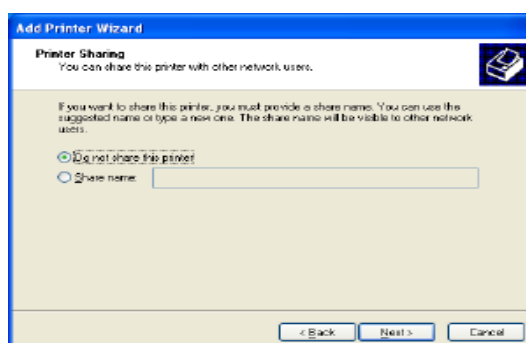 Add Printer Wizard
Printer Sharing
You can share this printer with other network users.
If you want to share this printer, you must provide a share name. You can use the
suggested name or type a new one. The share name will be visible to other network
users.
Do not share this printer
Share name:
< Back
Next >
Cancel